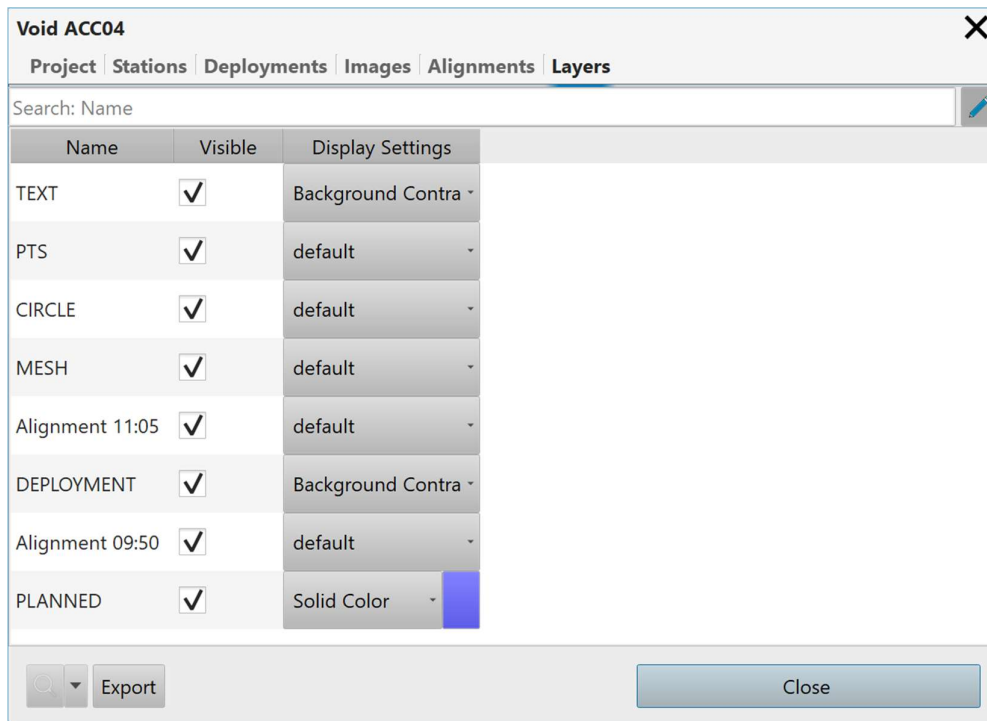 Void ACC04
Project Stations Deployments Images Alignments Layers
Search: Name
Name Visible Display Settings
TEXT Background Contra
PTS default
CIRCLE default
MESH default
Alignment 11:05 default
DEPLOYMENT Background Contra
Alignment 09:50 default
PLANNED Solid Color
Export Close